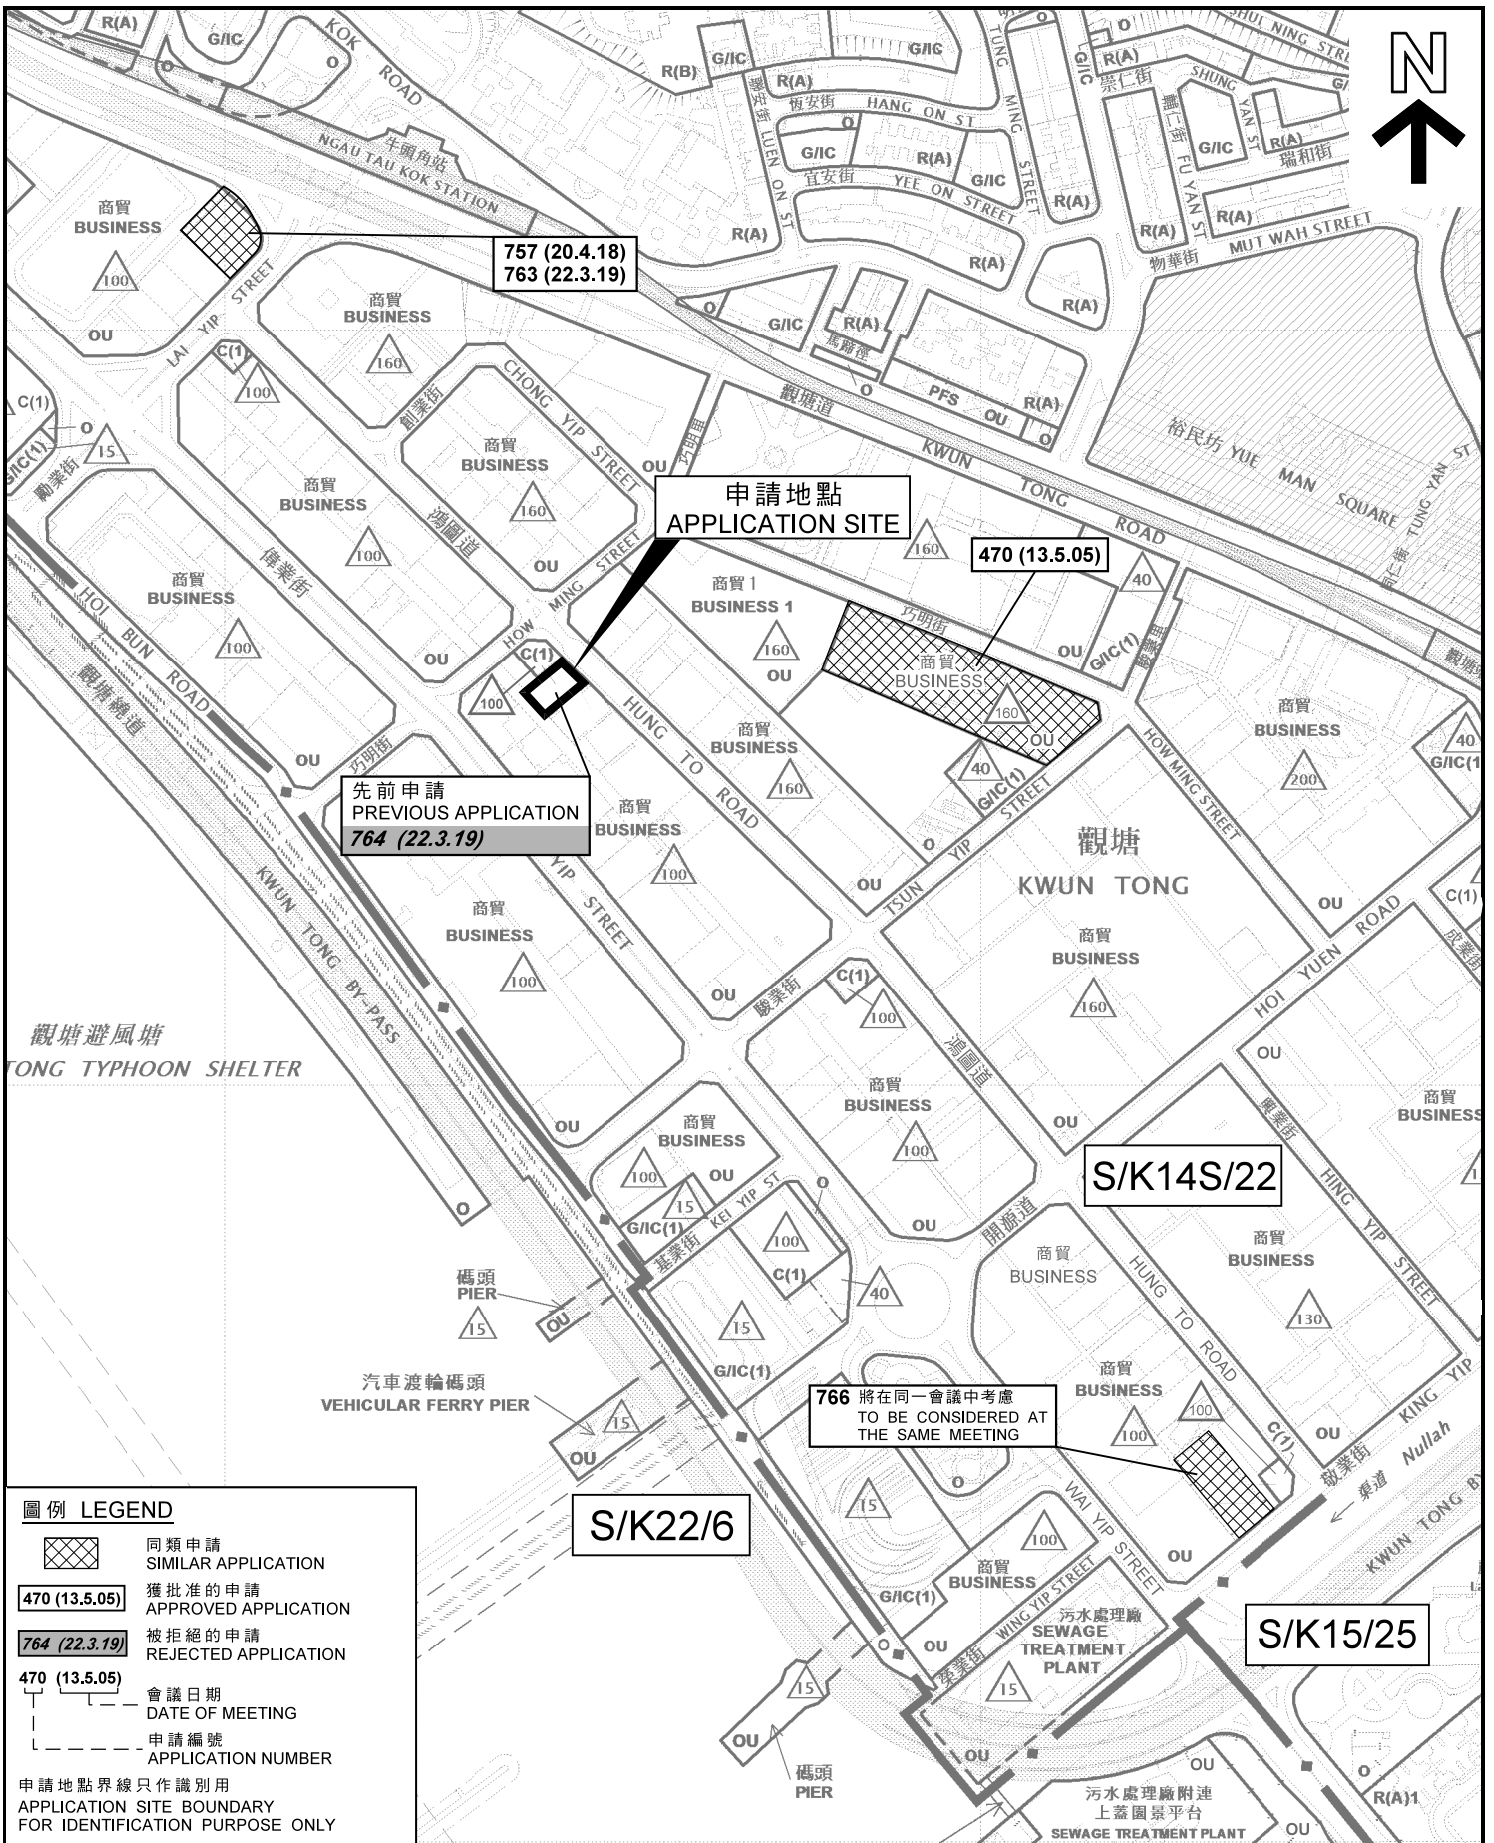 R(A)
G/IC
O
O
KOK ROAD
牛頭角站
NGAU TAU KOK STATION
R(B)
G/IC
R(A)
G/IC
恆安街 HANG ON ST
O
G/IC
R(A)
G/IC
宜安街
YEE ON STREET
LUEN ON ST
R(A)
R(A)
TUNG MING STREET
R(A)
R(A)
G/IC
O
R(A)
崇仁街
SHUI NING STRE
SHUNG YAN ST
輔仁街 FU YAN ST
G/IC
R(A)
瑞和街
R(A)
R(A)
物華街
MUT WAH STREET
N
商貿
BUSINESS
100
OU
757 (20.4.18)
763 (22.3.19)
LAI YIP STREET
商貿
BUSINESS
160
C(1)
100
創業街
CHONG YIP STREET
O
G/IC
R(A)
馬蹄徑
O
PFS OU
R(A)
O
觀塘道
KWUN TONG ROAD
裕民坊 YUE MAN SQUARE
同仁街 TUNG YAN ST
C(1)
O
G/IC(1)
15
勵業街
商貿
BUSINESS
100
鴻圖道
商貿
BUSINESS
160
OU
OU
巧明里
申請地點
APPLICATION SITE
160
470 (13.5.05)
40
OU
G/IC(1)
駿業里
偉業街
商貿
BUSINESS
100
OU
HOI BUN ROAD
觀塘繞道
OU
HOW MING STREET
C(1)
100
商貿 1
BUSINESS 1
160
OU
巧明街
商貿
BUSINESS
160
OU
40
G/IC(1)
O
商貿
BUSINESS
200
OU
40
G/IC(1
HUNG TO ROAD
商貿
BUSINESS
160
OU
巧明街
先前申請
PREVIOUS APPLICATION
764 (22.3.19)
商貿
BUSINESS
100
OU
TSUN YIP STREET
HOW MING STREET
觀塘
KWUN TONG
商貿
BUSINESS
160
OU
HOI YUEN ROAD
C(1)
成業街
YIP STREET
商貿
BUSINESS
100
OU
KWUN TONG BY-PASS
駿業街
C(1)
100
鴻圖道
觀塘避風塘
TONG TYPHOON SHELTER
商貿
BUSINESS
100
OU
商貿
BUSINESS
100
OU
O
G/IC(1)
15
基業街
KEI YIP ST
O
100
C(1)
40
15
G/IC(1)
開源道
S/K14S/22
OU
興業街
HING YIP STREET
商貿
BUSINESS
商貿
BUSINESS
130
OU
KING YIP
商貿
BUSINESS
HUNG TO ROAD
商貿
BUSINESS
100
100
C(1)
敬業街
渠道 Nullah
KWUN TONG B
碼頭
PIER
15
OU
汽車渡輪碼頭
VEHICULAR FERRY PIER
15
OU
766 將在同一會議中考慮
TO BE CONSIDERED AT
THE SAME MEETING
O
15
WAI YIP STREET
OU
S/K22/6
100
商貿
BUSINESS
G/IC(1)
OU
榮業街
WING YIP STREET
污水處理廠
SEWAGE
TREATMENT
PLANT
15
S/K15/25
O
15
OU
碼頭
PIER
OU
OU
污水處理廠附連
上蓋園景平台
SEWAGE TREATMENT PLANT
OU
O
R(A)1
圖例 LEGEND
同類申請
SIMILAR APPLICATION
470 (13.5.05)
獲批准的申請
APPROVED APPLICATION
764 (22.3.19)
被拒絕的申請
REJECTED APPLICATION
470 (13.5.05)
會議日期
DATE OF MEETING
申請編號
APPLICATION NUMBER
申請地點界線只作識別用
APPLICATION SITE BOUNDARY
FOR IDENTIFICATION PURPOSE ONLY